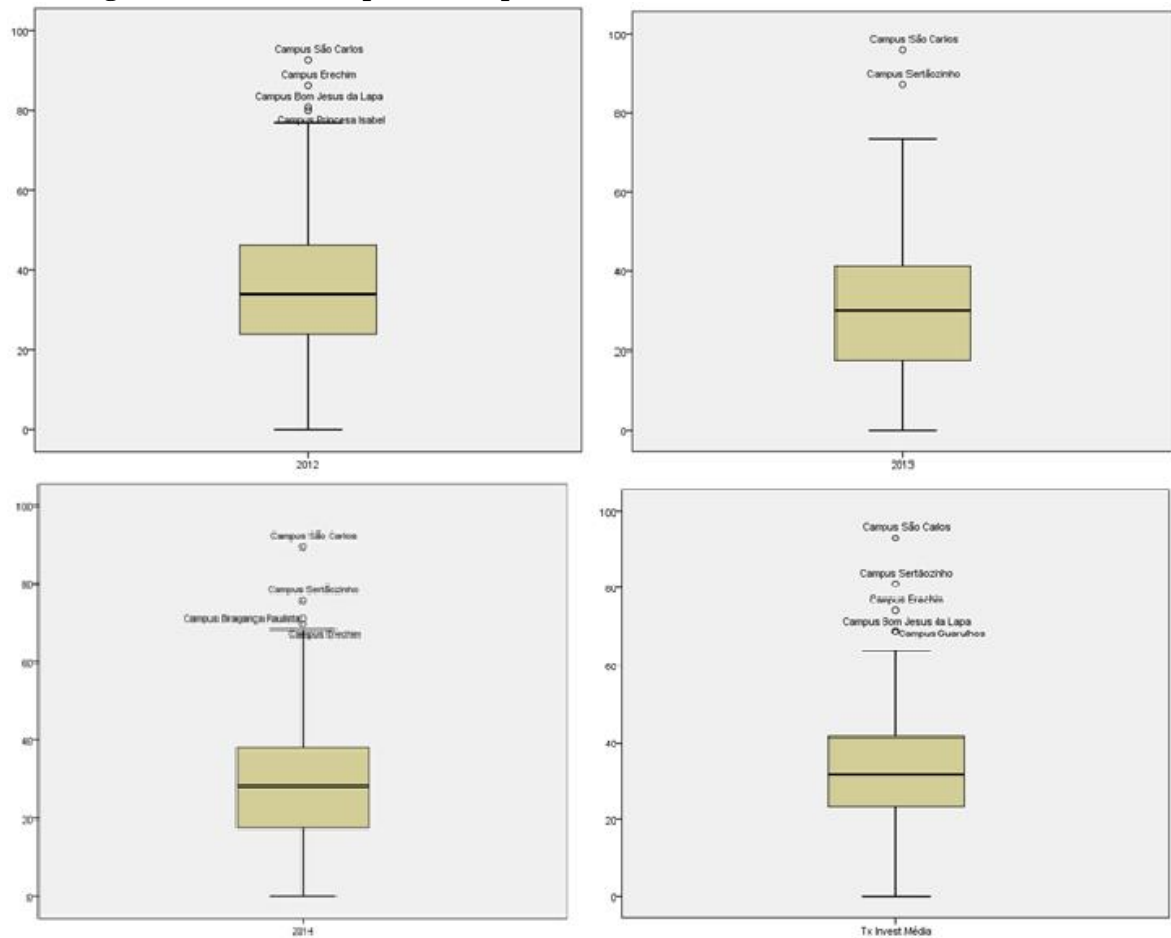 100
80
60
40
20
0
Campus São Carlos
Campus Erechim
Campus Bom Jesus da Lapa
Campus Princesa Isabel
2012
100
80
60
40
20
0
Campus São Carlos
Campus Sertãozinho
2013
100
80
60
40
20
0
Campus São Carlos
Campus Sertãozinho
Campus Bragança Paulista
Campus Erechim
2014
100
80
60
40
20
0
Campus São Carlos
Campus Sertãozinho
Campus Erechim
Campus Bom Jesus da Lapa
Campus Guarulhos
Tx Invest Média